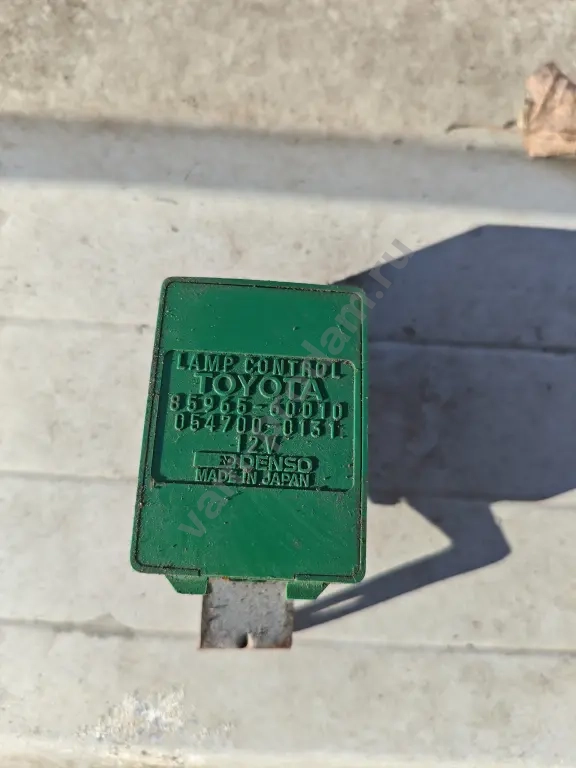 LAMP CONTROL
TOYOTA
85965-60010
054700-0131
12V
DENSO
MADE IN JAPAN